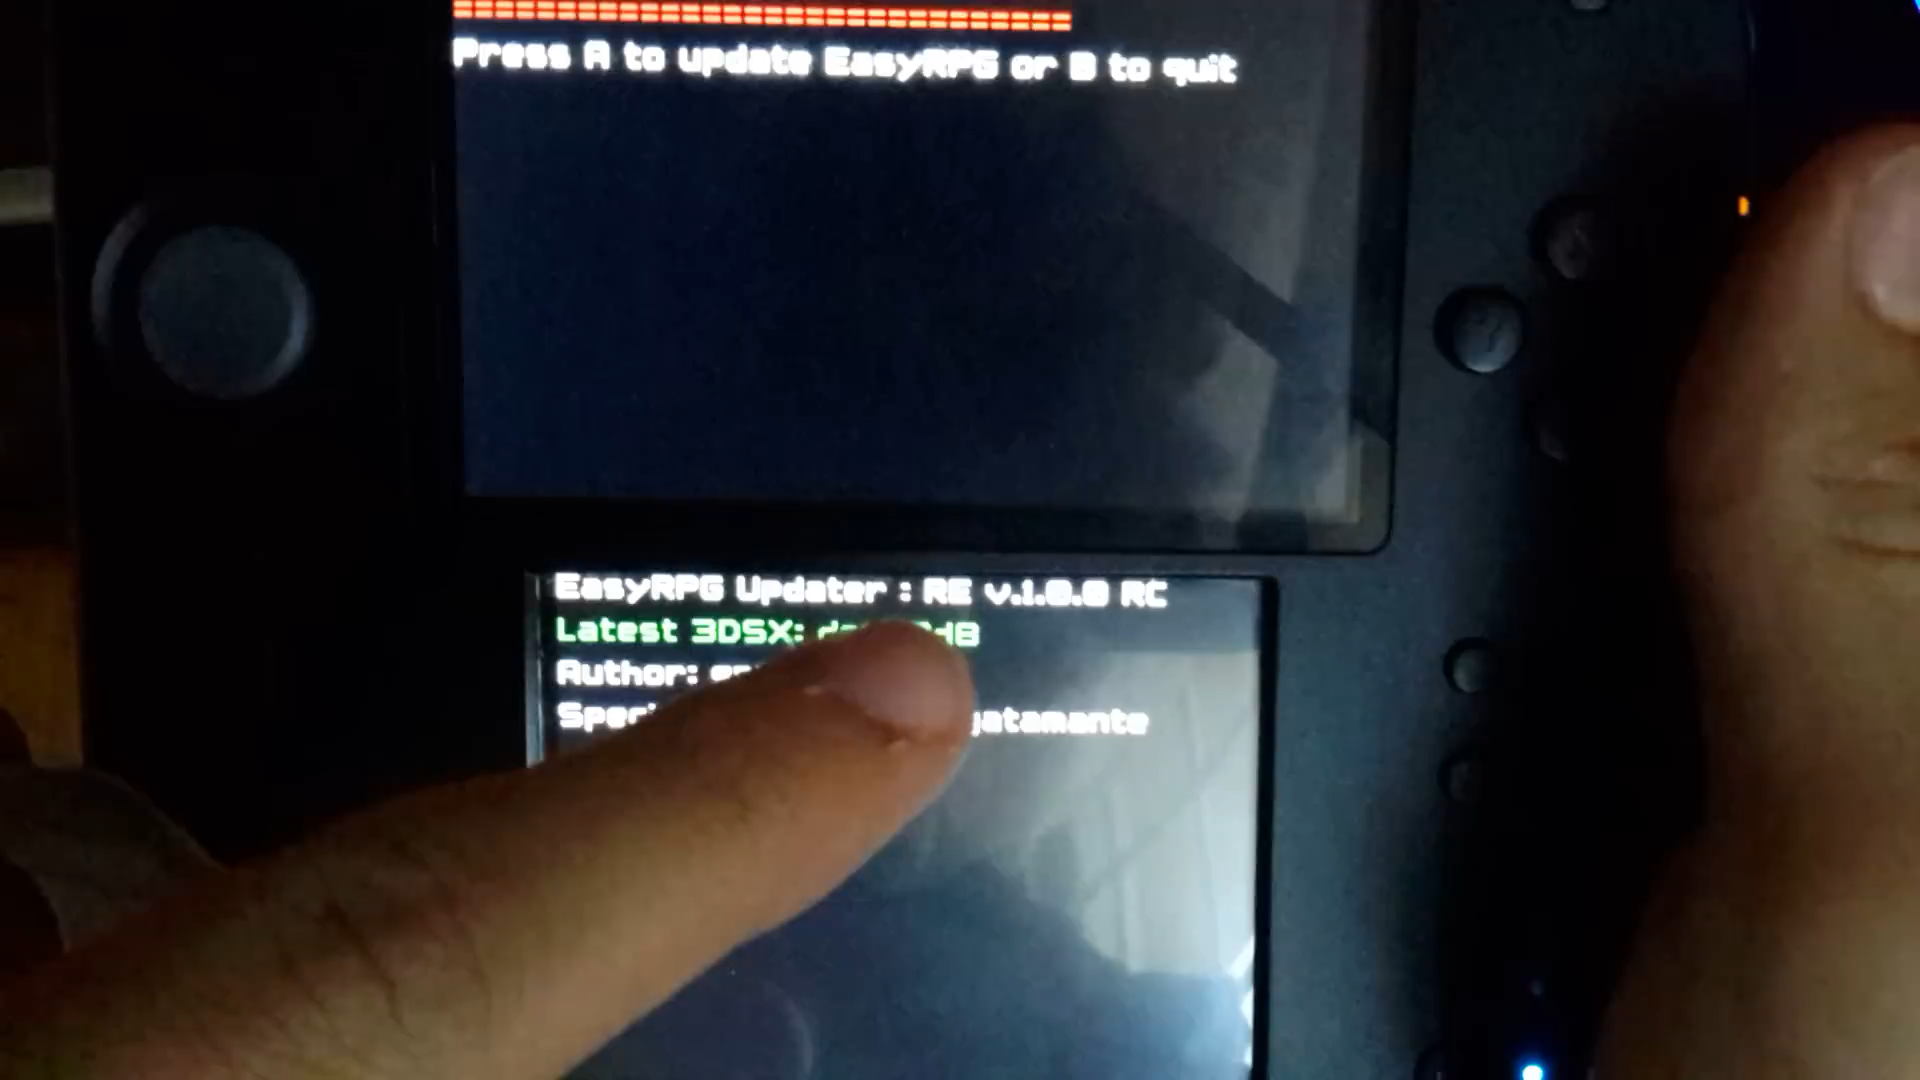 Press A to update EasyRPG or B to quit
EasyRPG Updater : RE v.1.0.0 RC
Latest 3DSX:
Author: